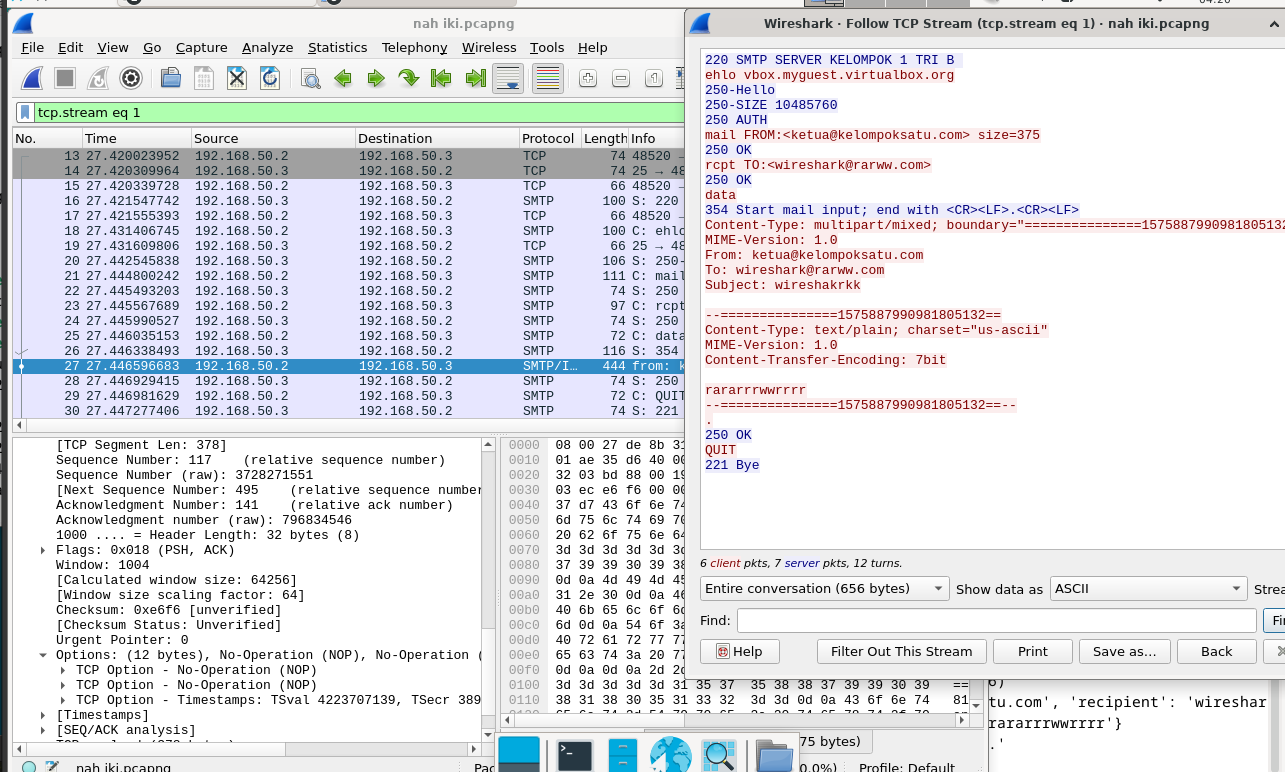 04:20
nah iki.pcapng
File Edit View Go Capture Analyze Statistics Telephony Wireless Tools Help
tcp.stream eq 1
No. Time Source Destination Protocol Length Info
13 27.420023952 192.168.50.2 192.168.50.3 TCP 74 48520 →
14 27.420309964 192.168.50.3 192.168.50.2 TCP 74 25 → 48
15 27.420339728 192.168.50.2 192.168.50.3 TCP 66 48520 →
16 27.421547742 192.168.50.3 192.168.50.2 SMTP 100 S: 220
17 27.421555393 192.168.50.2 192.168.50.3 TCP 66 48520 →
18 27.431406745 192.168.50.2 192.168.50.3 SMTP 100 C: ehlo
19 27.431609806 192.168.50.3 192.168.50.2 TCP 66 25 → 48
20 27.442545838 192.168.50.3 192.168.50.2 SMTP 106 S: 250-
21 27.444800242 192.168.50.2 192.168.50.3 SMTP 111 C: mail
22 27.445493203 192.168.50.3 192.168.50.2 SMTP 74 S: 250
23 27.445567689 192.168.50.2 192.168.50.3 SMTP 97 C: rcpt
24 27.445990527 192.168.50.3 192.168.50.2 SMTP 74 S: 250
25 27.446035153 192.168.50.2 192.168.50.3 SMTP 72 C: data
26 27.446338493 192.168.50.3 192.168.50.2 SMTP 116 S: 354
27 27.446596683 192.168.50.2 192.168.50.3 SMTP/I… 444 from: k
28 27.446929415 192.168.50.3 192.168.50.2 SMTP 74 S: 250
29 27.446981629 192.168.50.2 192.168.50.3 SMTP 72 C: QUIT
30 27.447277406 192.168.50.3 192.168.50.2 SMTP 74 S: 221
[TCP Segment Len: 378]
Sequence Number: 117 (relative sequence number)
Sequence Number (raw): 3728271551
[Next Sequence Number: 495 (relative sequence number
Acknowledgment Number: 141 (relative ack number)
Acknowledgment number (raw): 796834546
1000 .... = Header Length: 32 bytes (8)
Flags: 0x018 (PSH, ACK)
Window: 1004
[Calculated window size: 64256]
[Window size scaling factor: 64]
Checksum: 0xe6f6 [unverified]
[Checksum Status: Unverified]
Urgent Pointer: 0
Options: (12 bytes), No-Operation (NOP), No-Operation (
TCP Option - No-Operation (NOP)
TCP Option - No-Operation (NOP)
TCP Option - Timestamps: TSval 4223707139, TSecr 389
[Timestamps]
[SEQ/ACK analysis]
0000 08 00 27 de 8b 31
0010 01 ae 35 d6 40 00
0020 32 03 bd 88 00 19
0030 03 ec e6 f6 00 00
0040 37 d7 43 6f 6e 74
0050 6d 75 6c 74 69 70
0060 20 62 6f 75 6e 64
0070 3d 3d 3d 3d 3d 3d
0080 37 39 39 30 39 38
0090 0d 0a 4d 49 4d 45
00a0 31 2e 30 0d 0a 46
00b0 40 6b 65 6c 6f 6d
00c0 6d 0d 0a 54 6f 3a
00d0 40 72 61 72 77 77
00e0 65 63 74 3a 20 77
00f0 0d 0a 0d 0a 2d 2d
0100 3d 3d 3d 3d 3d 31 35 37 35 38 38 37 39 39 30 39 ==
0110 38 31 38 30 35 31 33 32 3d 3d 0d 0a 43 6f 6e 74 81
nah iki.pcapng
Profile: Default
Wireshark · Follow TCP Stream (tcp.stream eq 1) · nah iki.pcapng
220 SMTP SERVER KELOMPOK 1 TRI B
ehlo vbox.myguest.virtualbox.org
250-Hello
250-SIZE 10485760
250 AUTH
mail FROM:<ketua@kelompoksatu.com> size=375
250 OK
rcpt TO:<wireshark@rarww.com>
250 OK
data
354 Start mail input; end with <CR><LF>.<CR><LF>
Content-Type: multipart/mixed; boundary="===============1575887990981805132
MIME-Version: 1.0
From: ketua@kelompoksatu.com
To: wireshark@rarww.com
Subject: wireshakrkk
--===============1575887990981805132==
Content-Type: text/plain; charset="us-ascii"
MIME-Version: 1.0
Content-Transfer-Encoding: 7bit
rararrrwwrrrr
--===============1575887990981805132==--
.
250 OK
QUIT
221 Bye
6 client pkts, 7 server pkts, 12 turns.
Entire conversation (656 bytes) Show data as ASCII Strea
Find: Fin
Help Filter Out This Stream Print Save as… Back
tu.com', 'recipient': 'wireshar
rararrrwwrrrr'}
.'
75 bytes)